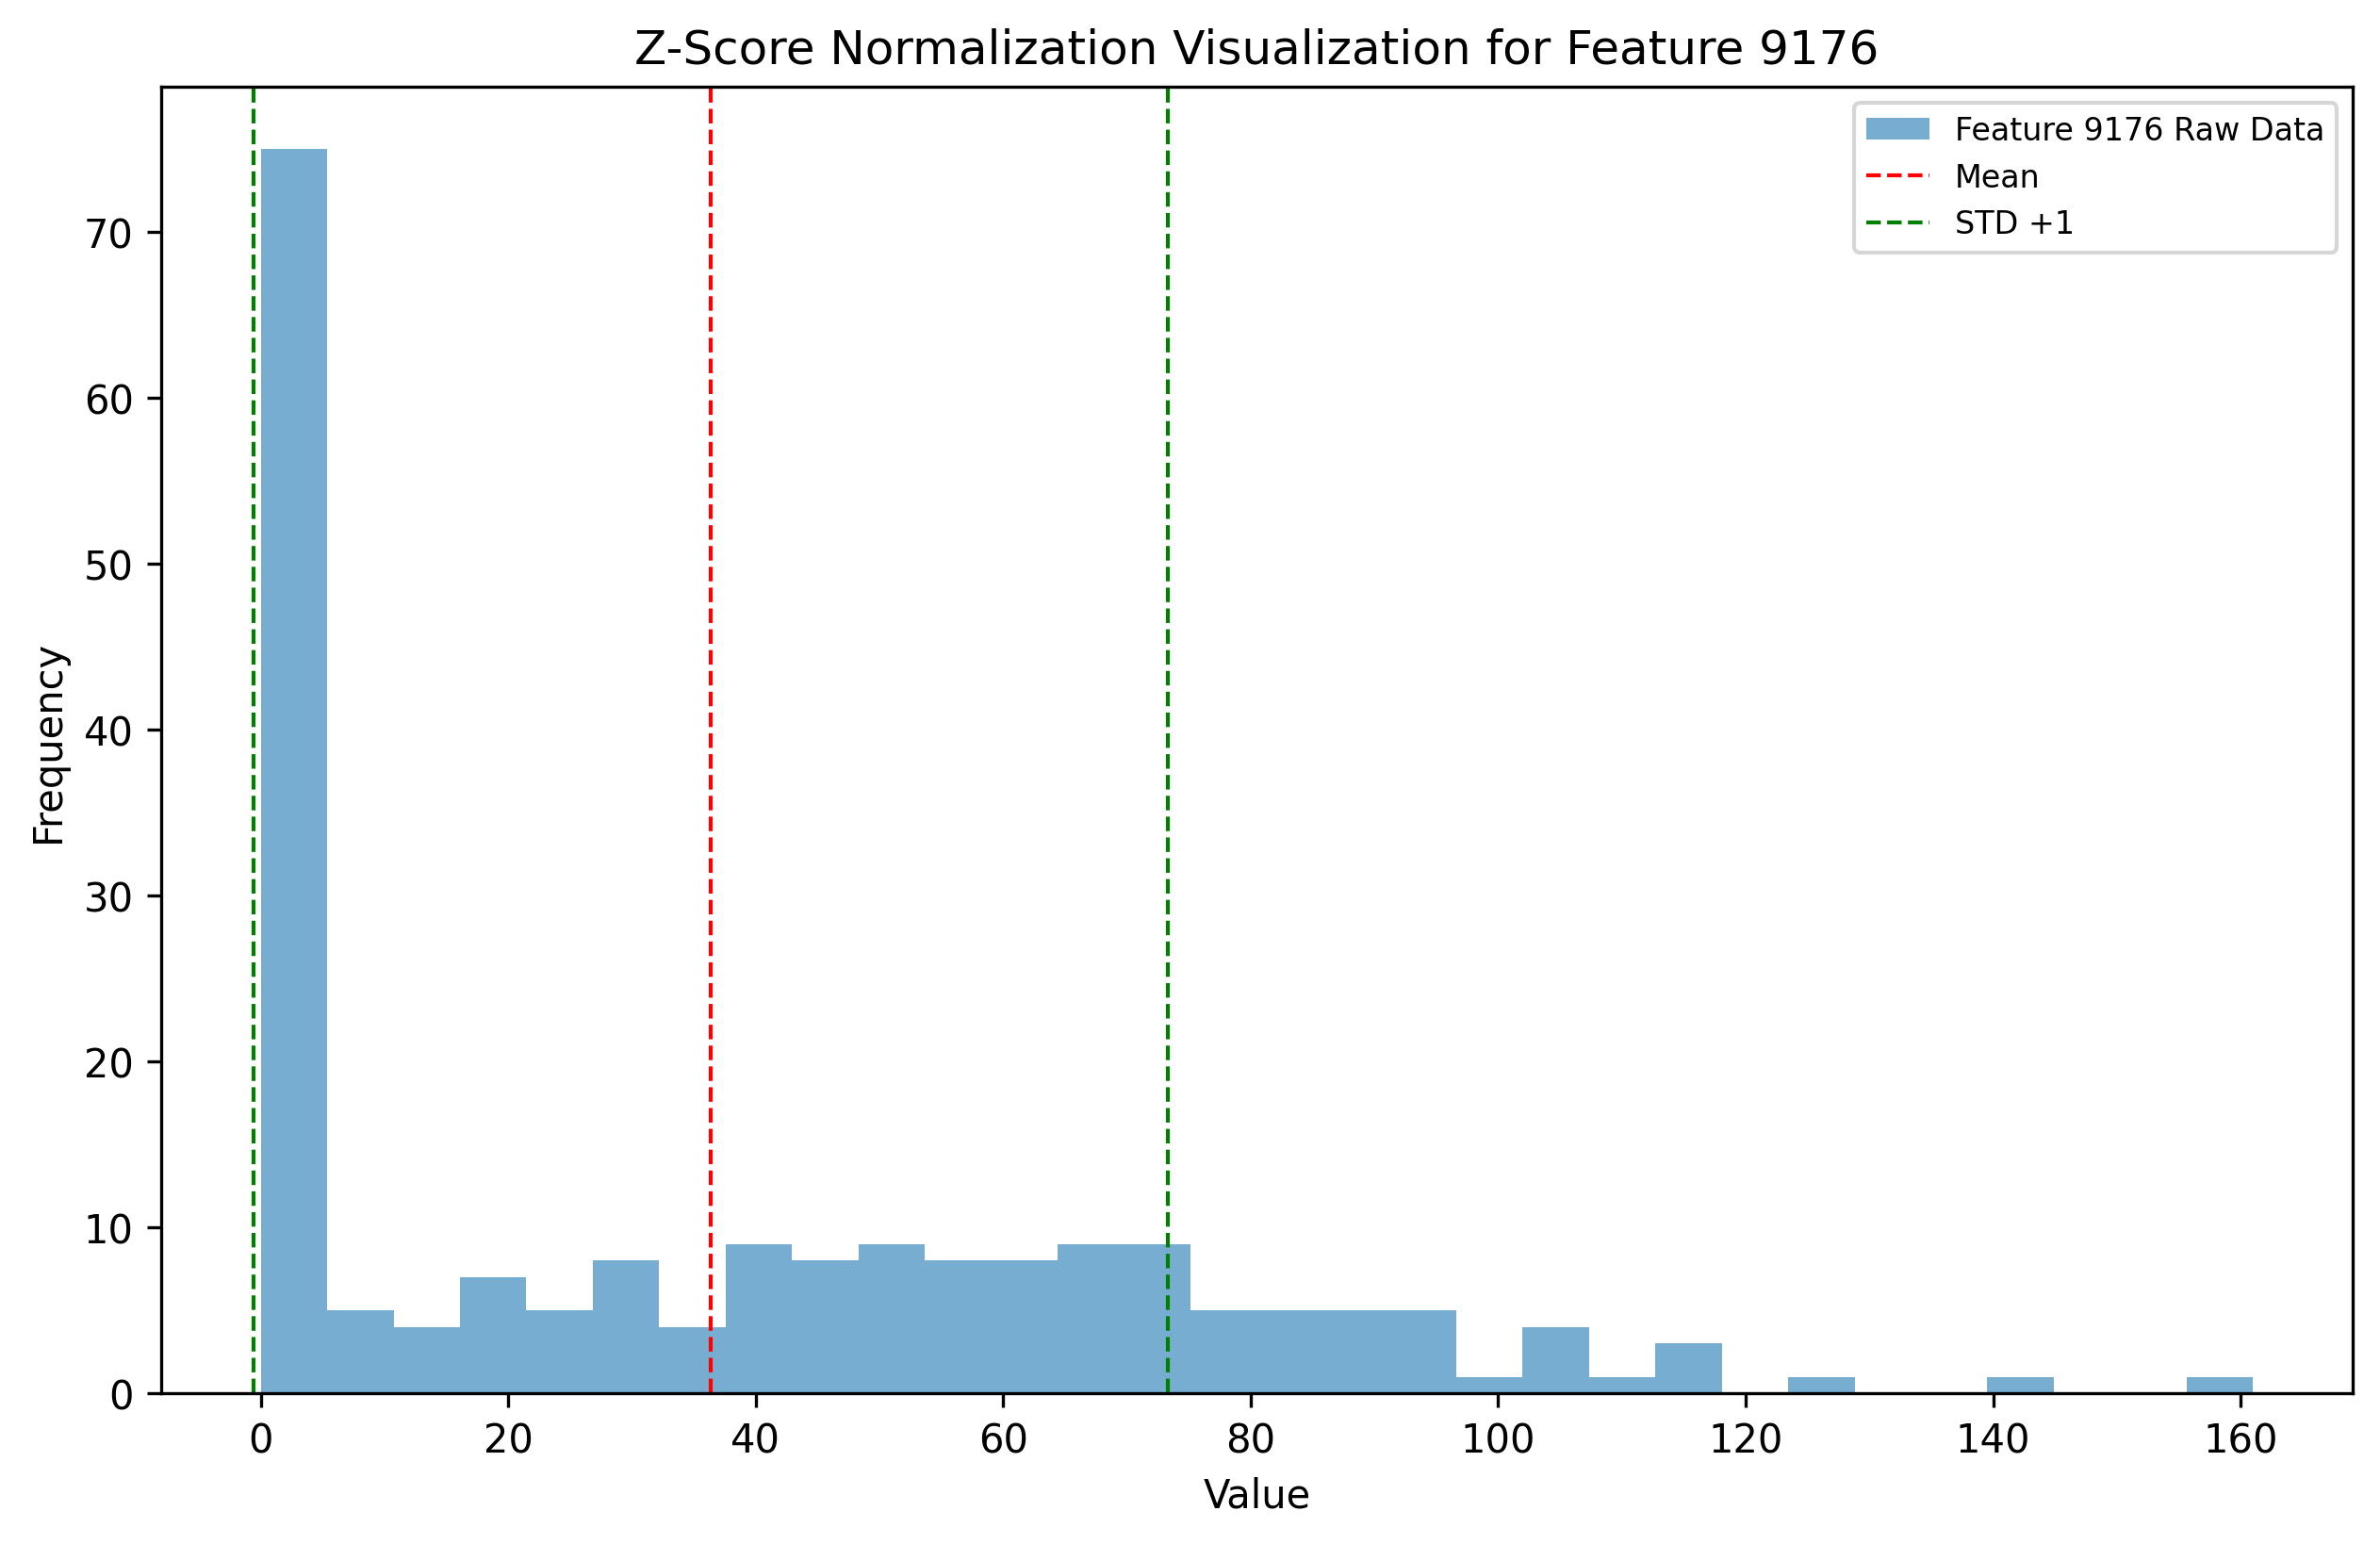 Z-Score Normalization Visualization for Feature 9176
Feature 9176 Raw Data
Mean
STD +1
Frequency
70
60
50
40
30
20
10
0
0 20 40 60 80 100 120 140 160
Value